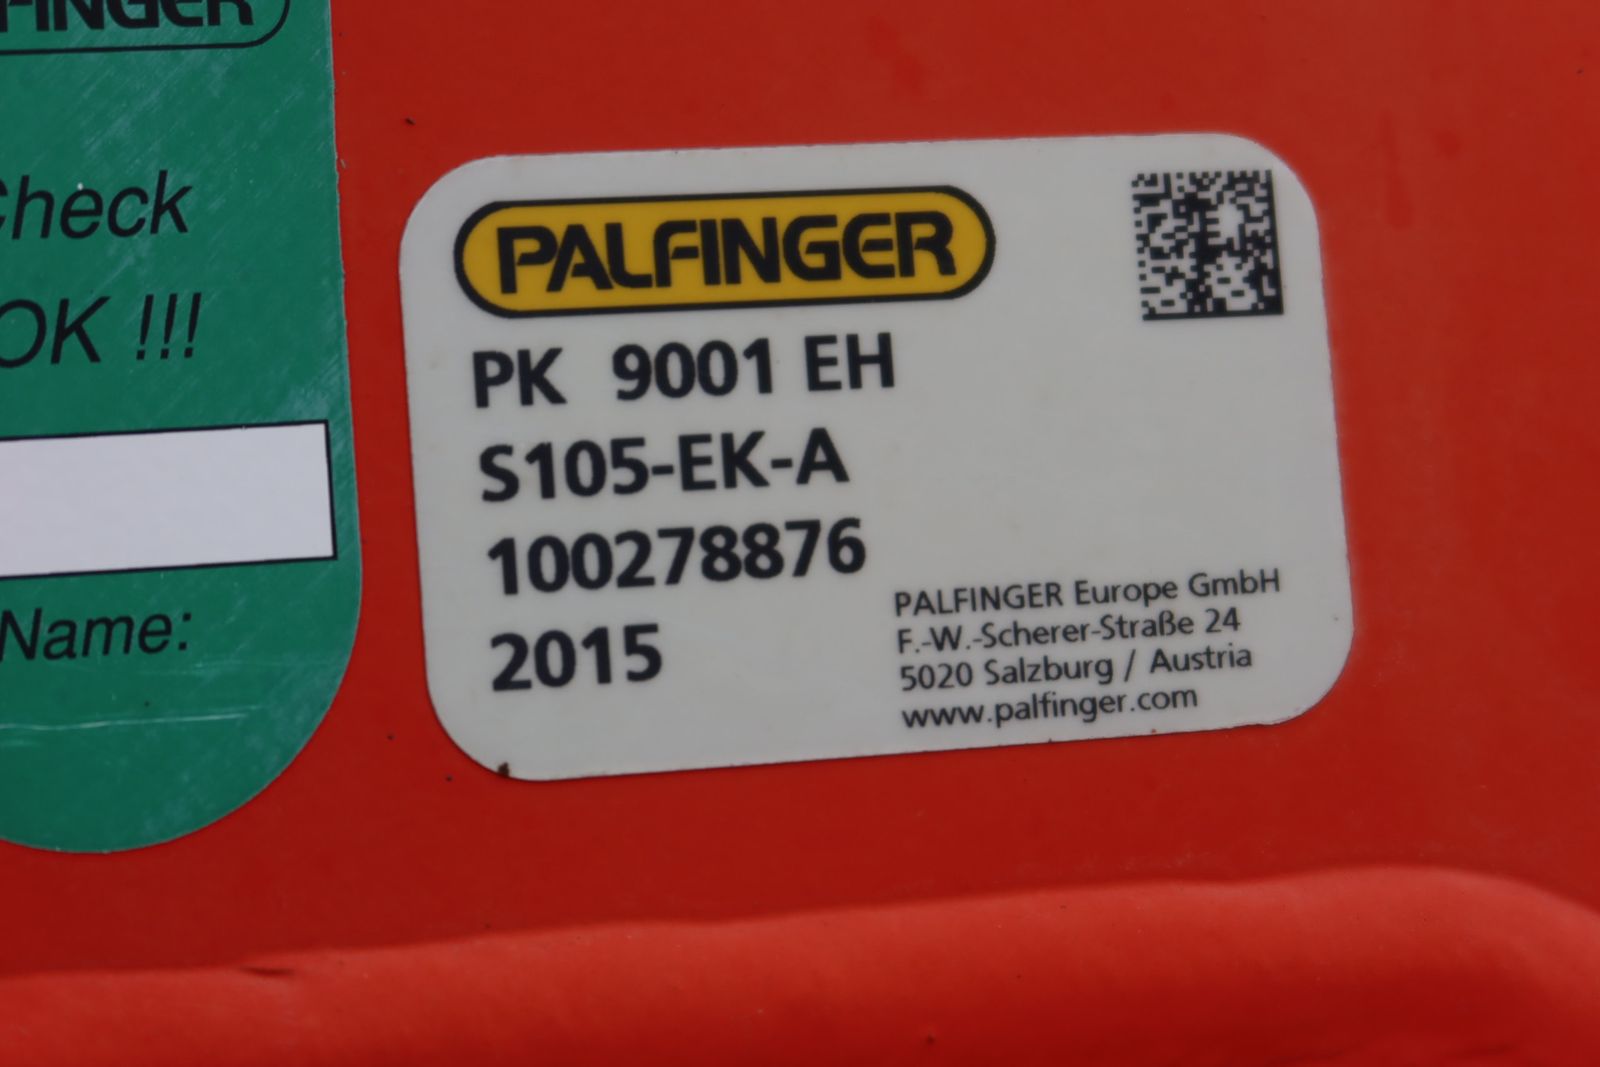 Check
OK !!!
Name:
PALFINGER
PK 9001 EH
S105-EK-A
100278876
2015
PALFINGER Europe GmbH
F.-W.-Scherer-Straße 24
5020 Salzburg / Austria
www.palfinger.com